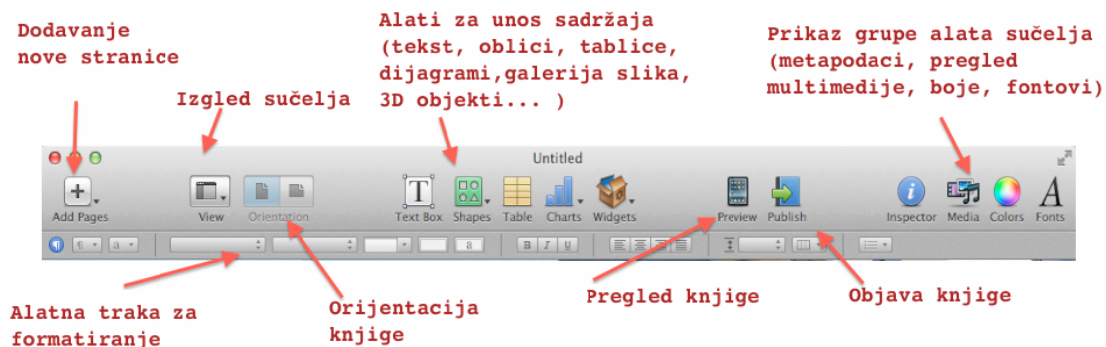 Dodavanje
nove stranice
Izgled sučelja
Alati za unos sadržaja
(tekst, oblici, tablice,
dijagrami,galerija slika,
3D objekti... )
Prikaz grupe alata sučelja
(metapodaci, pregled
multimedije, boje, fontovi)
Untitled
Add Pages
View
Orientation
T
Text Box
Shapes
Table
Charts
Widgets
Preview
Publish
i
Inspector
Media
Colors
A
Fonts
¶ ¶ a a B I U
Alatna traka za
formatiranje
Orijentacija
knjige
Pregled knjige
Objava knjige